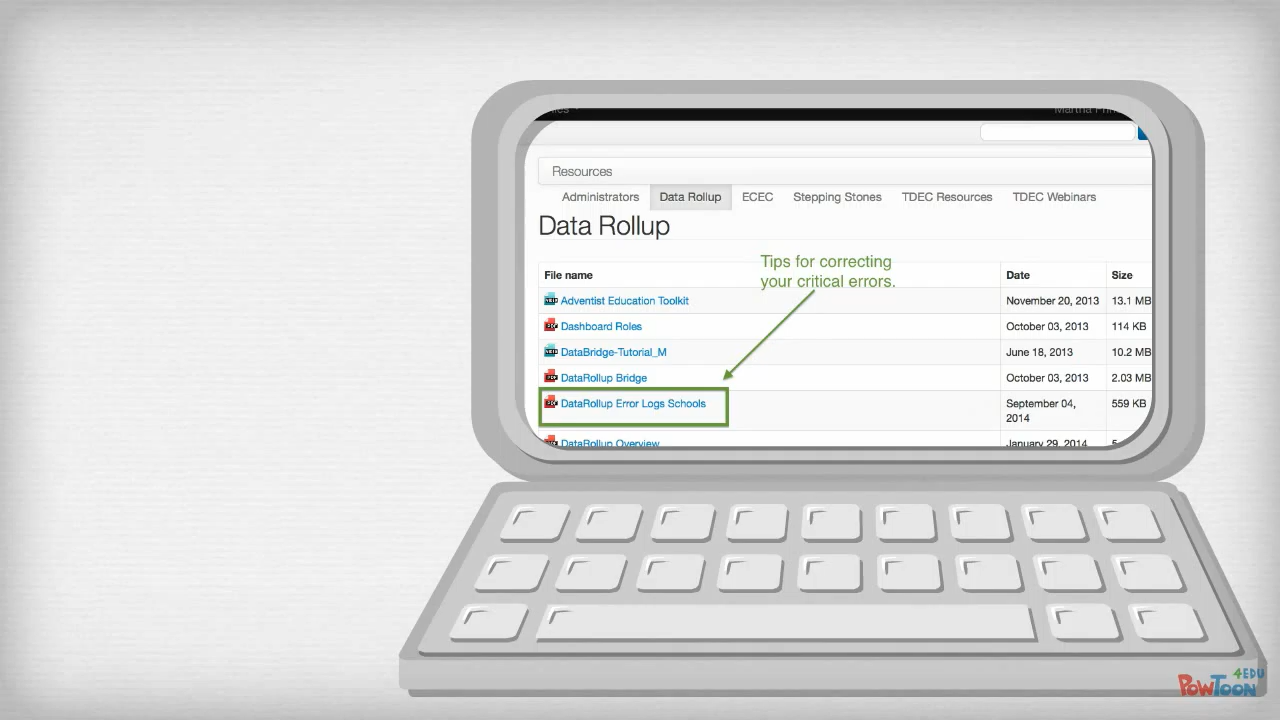 Resources
Administrators Data Rollup ECEC Stepping Stones TDEC Resources TDEC Webinars
Data Rollup
Tips for correcting
your critical errors.
File name Date Size
Adventist Education Toolkit November 20, 2013 13.1 MB
Dashboard Roles October 03, 2013 114 KB
DataBridge-Tutorial_M June 18, 2013 10.2 MB
DataRollup Bridge October 03, 2013 2.03 MB
DataRollup Error Logs Schools September 04, 559 KB
2014
DataRollup Overview January 29, 2014
4EDU
PowToon